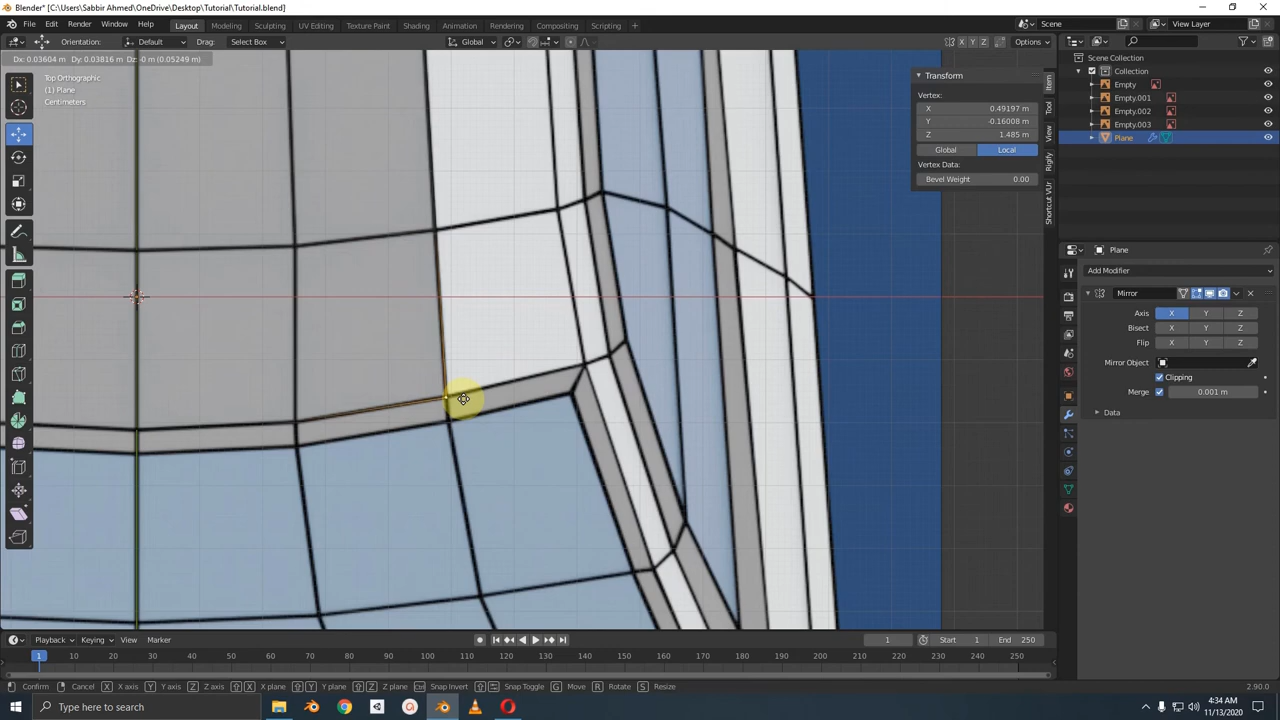 Blender* [C:\Users\Sabbir Ahmed\OneDrive\Desktop\Tutorial\Tutorial.blend]
File Edit Render Window Help Layout Modeling Sculpting UV Editing Texture Paint Shading Animation Rendering Compositing Scripting + Scene View Layer
Orientation: Default Drag: Select Box Global X Y Z Options
Dx: 0.03604 m Dy: 0.03816 m Dz: -0 m (0.05249 m)
Top Orthographic
(1) Plane
Centimeters
Transform
Vertex:
X 0.49197 m
Y -0.16008 m
Z 1.485 m
Global Local
Vertex Data:
Bevel Weight 0.00
Item
Tool
View
Rigify
Shortcut VUr
Scene Collection
Collection
Empty
Empty.001
Empty.002
Empty.003
Plane
Plane
Add Modifier
Mirror
Axis X Y Z
Bisect X Y Z
Flip X Y Z
Mirror Object
Clipping
Merge 0.001 m
Data
Playback Keying View Marker 1 Start 1 End 250
1 10 20 30 40 50 60 70 80 90 100 110 120 130 140 150 160 170 180 190 200 210 220 230 240 250
Confirm Cancel X X axis Y Y axis Z Z axis X X plane Y Y plane Z Z plane Ctrl Snap Invert Snap Toggle G Move R Rotate S Resize 2.90.0
Type here to search
4:34 AM
11/13/2020